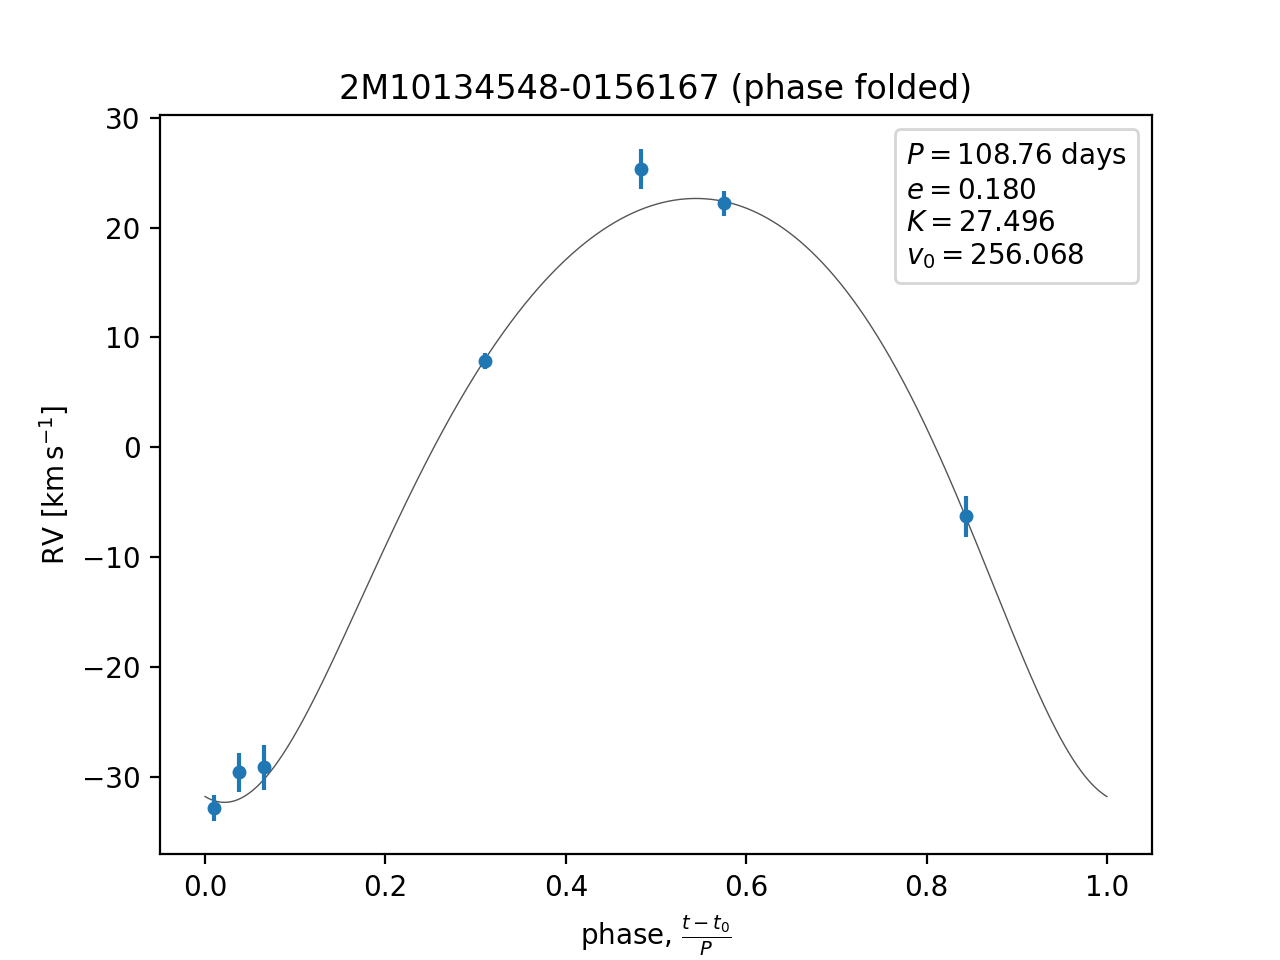 2M10134548-0156167 (phase folded)
P = 108.76 days
e = 0.180
K = 27.496
v₀ = 256.068
RV [km s⁻¹]
30
20
10
0
−10
−20
−30
0.0 0.2 0.4 0.6 0.8 1.0
phase, (t − t₀)/P